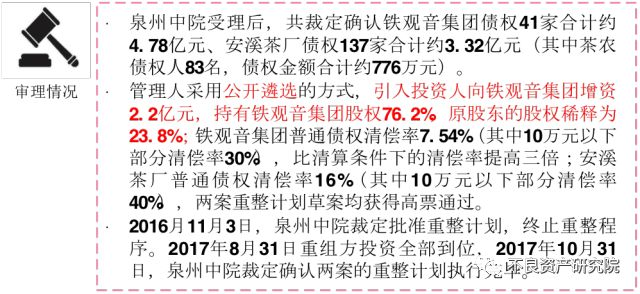 审理情况
· 泉州中院受理后，共裁定确认铁观音集团债权41家合计约
4.78亿元、安溪茶厂债权137家合计约3.32亿元（其中茶农
债权人83名，债权金额合计约776万元）。
· 管理人采用公开遴选的方式，引入投资人向铁观音集团增资
2.2亿元，持有铁观音集团股权76.2%，原股东的股权稀释为
23.8%；铁观音集团普通债权清偿率7.54%（其中10万元以下
部分清偿率30%），比清算条件下的清偿率提高三倍；安溪
茶厂普通债权清偿率16%（其中10万元以下部分清偿率
40%），两案重整计划草案均获得高票通过。
· 2016月11月3日，泉州中院裁定批准重整计划，终止重整程
序。2017年8月31日重组方投资全部到位，2017年10月31
日，泉州中院裁定确认两案的重整计划执行完
不良资产研究院